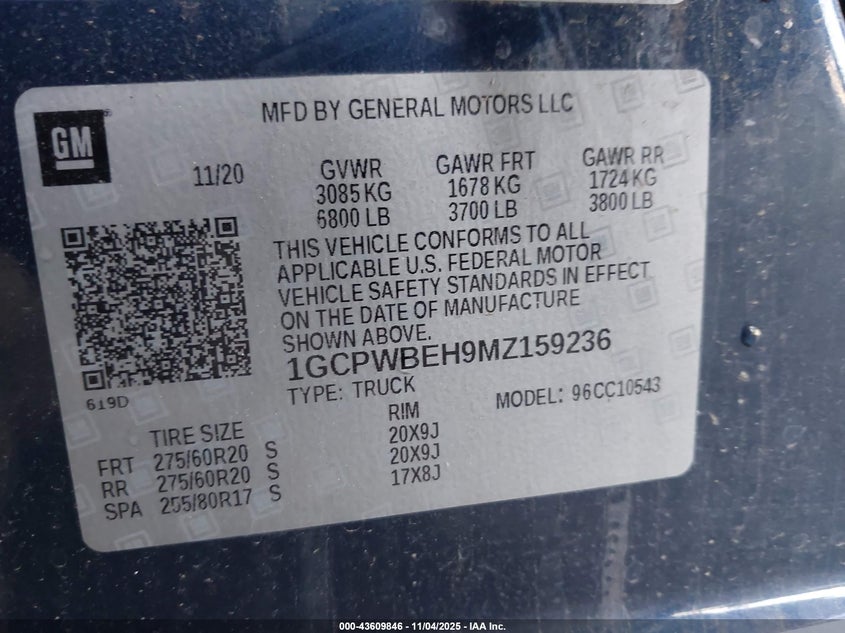 MFD BY GENERAL MOTORS LLC
GM
11/20
GVWR GAWR FRT GAWR RR
3085 KG 1678 KG 1724 KG
6800 LB 3700 LB 3800 LB
THIS VEHICLE CONFORMS TO ALL
APPLICABLE U.S. FEDERAL MOTOR
VEHICLE SAFETY STANDARDS IN EFFECT
ON THE DATE OF MANUFACTURE
SHOWN ABOVE.
1GCPWBEH9MZ159236
619D
TYPE: TRUCK MODEL: 96CC10543
TIRE SIZE RIM
FRT 275/60R20 S 20X9J
RR 275/60R20 S 20X9J
SPA 255/80R17 S 17X8J
000-43609846 - 11/04/2025 - IAA Inc.